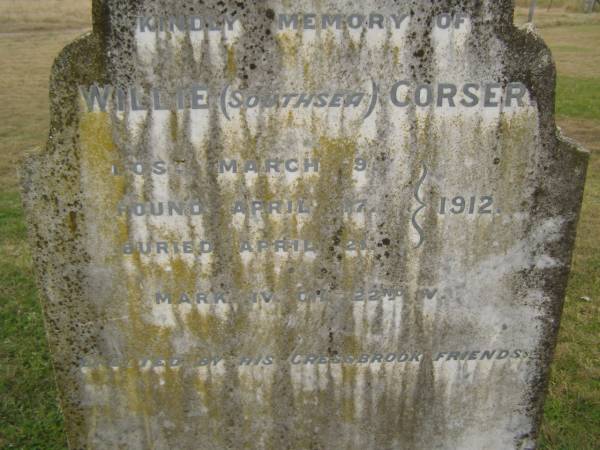 KINDLY MEMORY OF
WILLIE (SOUTHSEA) CORSER
LOST MARCH 9.
FOUND APRIL 17. 1912.
BURIED APRIL 21.
MARK IV. CH. 22ND V.
ERECTED BY HIS CRESSBROOK FRIENDS.